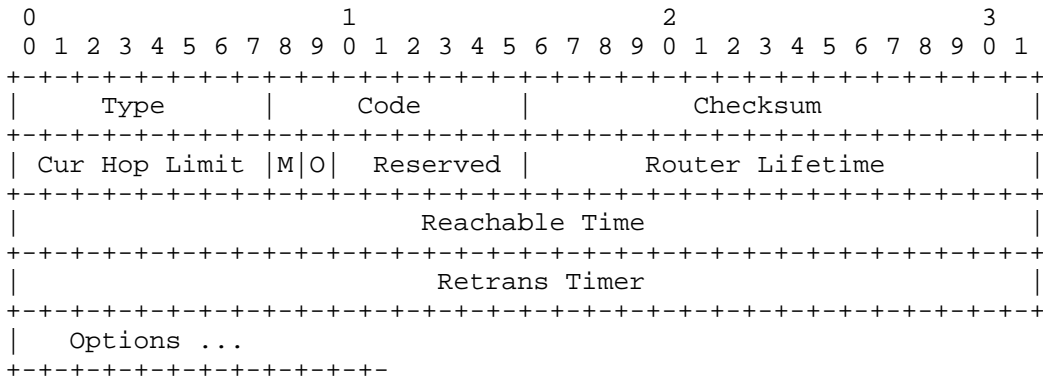 0                   1                   2                   3
 0 1 2 3 4 5 6 7 8 9 0 1 2 3 4 5 6 7 8 9 0 1 2 3 4 5 6 7 8 9 0 1
+-+-+-+-+-+-+-+-+-+-+-+-+-+-+-+-+-+-+-+-+-+-+-+-+-+-+-+-+-+-+-+-+
|     Type      |     Code      |          Checksum             |
+-+-+-+-+-+-+-+-+-+-+-+-+-+-+-+-+-+-+-+-+-+-+-+-+-+-+-+-+-+-+-+-+
| Cur Hop Limit |M|O|  Reserved |       Router Lifetime         |
+-+-+-+-+-+-+-+-+-+-+-+-+-+-+-+-+-+-+-+-+-+-+-+-+-+-+-+-+-+-+-+-+
|                         Reachable Time                        |
+-+-+-+-+-+-+-+-+-+-+-+-+-+-+-+-+-+-+-+-+-+-+-+-+-+-+-+-+-+-+-+-+
|                          Retrans Timer                        |
+-+-+-+-+-+-+-+-+-+-+-+-+-+-+-+-+-+-+-+-+-+-+-+-+-+-+-+-+-+-+-+-+
|   Options ...
+-+-+-+-+-+-+-+-+-+-+-+-